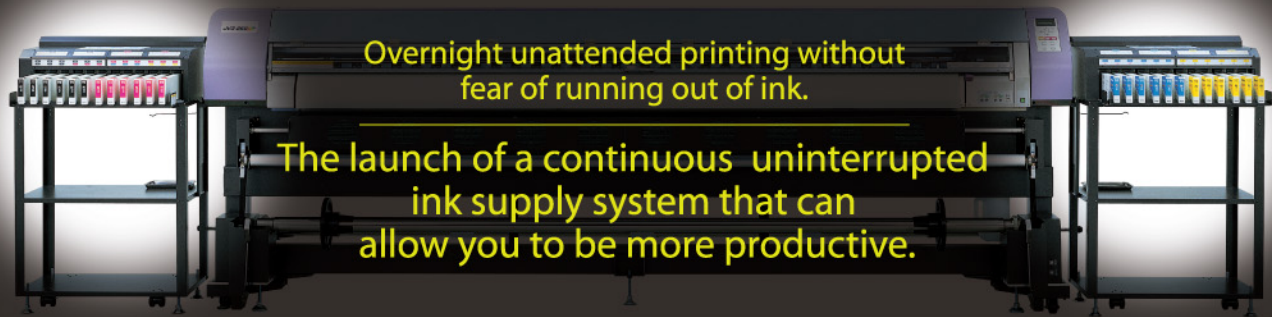 Overnight unattended printing without
fear of running out of ink.
The launch of a continuous  uninterrupted
ink supply system that can
allow you to be more productive.